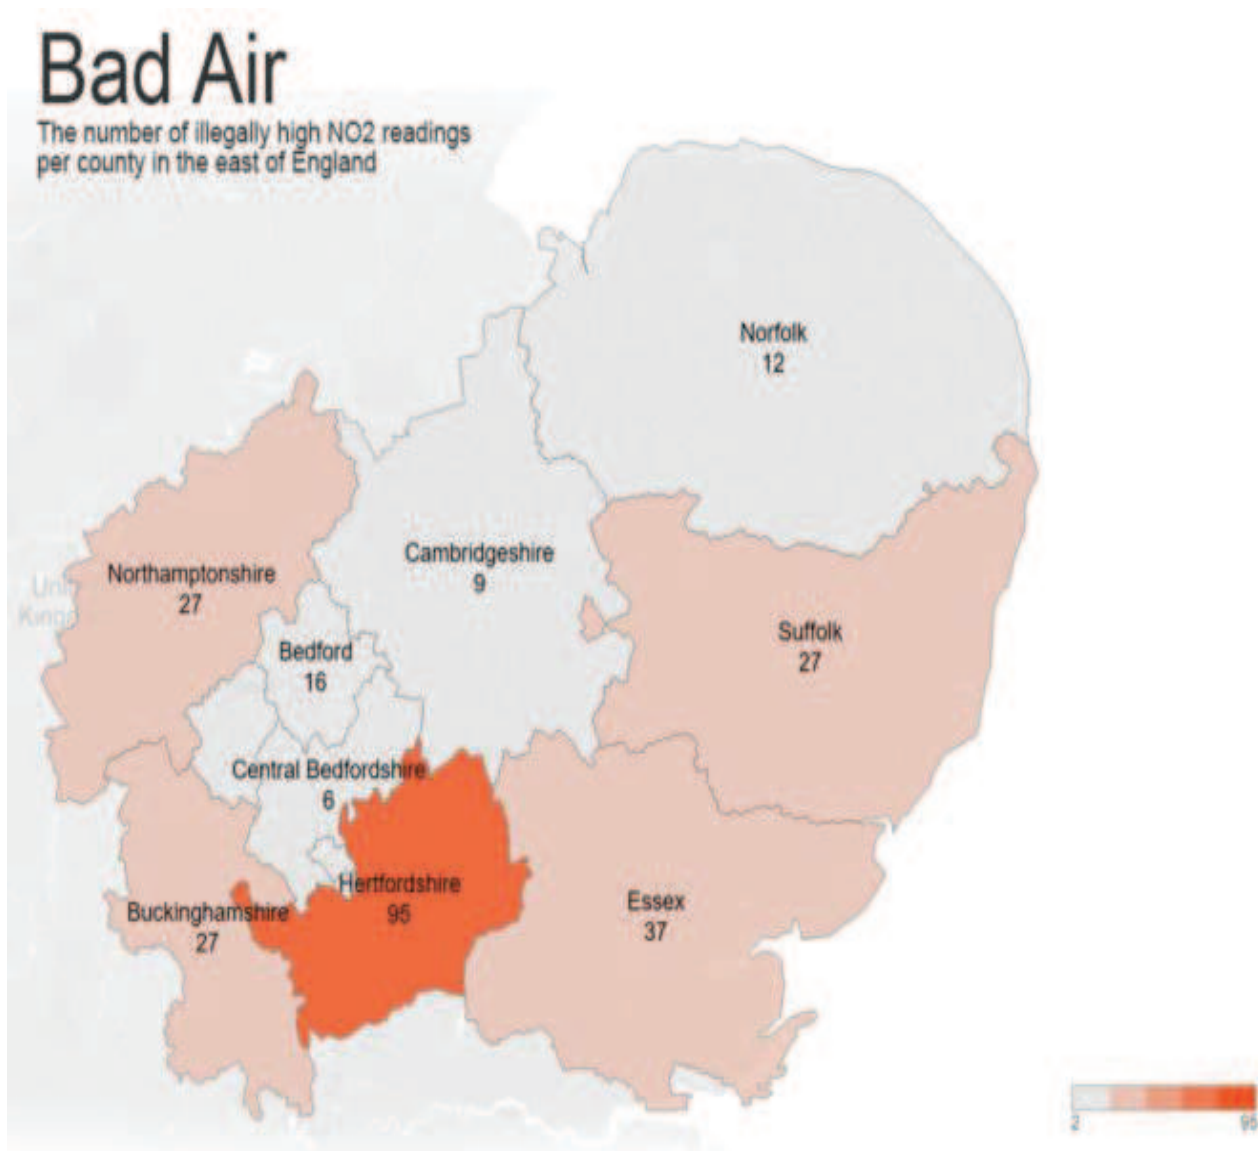 Bad Air
The number of illegally high NO2 readings
per county in the east of England
Norfolk
12
Cambridgeshire
9
Northamptonshire
27
Suffolk
27
Bedford
16
Central Bedfordshire
6
Hertfordshire
95
Essex
37
Buckinghamshire
27
2
95